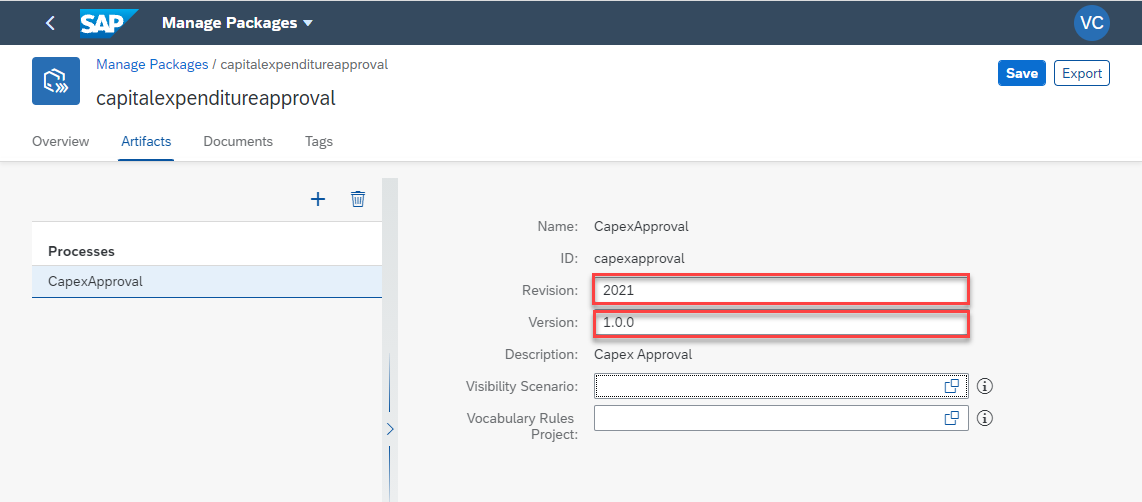 SAP Manage Packages VC
Manage Packages / capitalexpenditureapproval
capitalexpenditureapproval
Save Export
Overview Artifacts Documents Tags
Processes
CapexApproval
Name: CapexApproval
ID: capexapproval
Revision: 2021
Version: 1.0.0
Description: Capex Approval
Visibility Scenario:
Vocabulary Rules
Project: